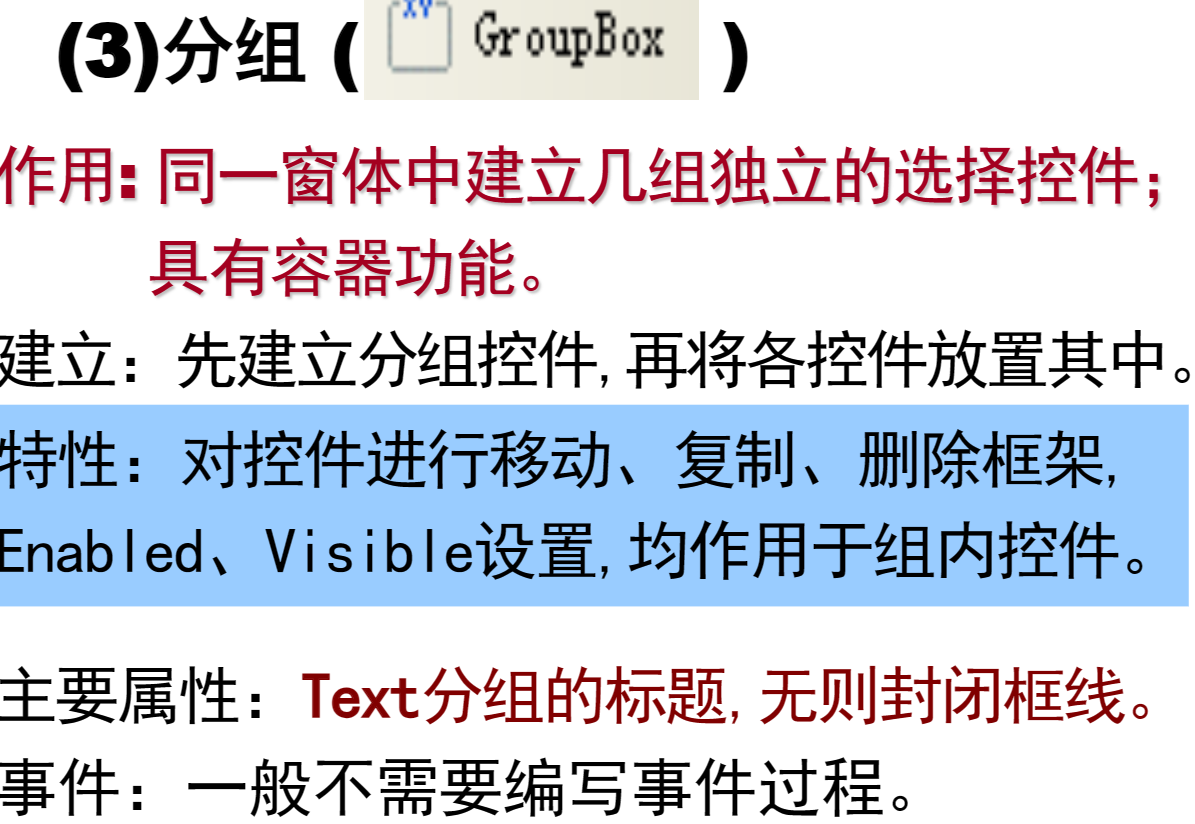 (3)分组 ( XY GroupBox )
作用:同一窗体中建立几组独立的选择控件；
具有容器功能。
建立：先建立分组控件,再将各控件放置其中。
特性：对控件进行移动、复制、删除框架,
Enabled、Visible设置,均作用于组内控件。
主要属性：Text分组的标题,无则封闭框线。
事件：一般不需要编写事件过程。